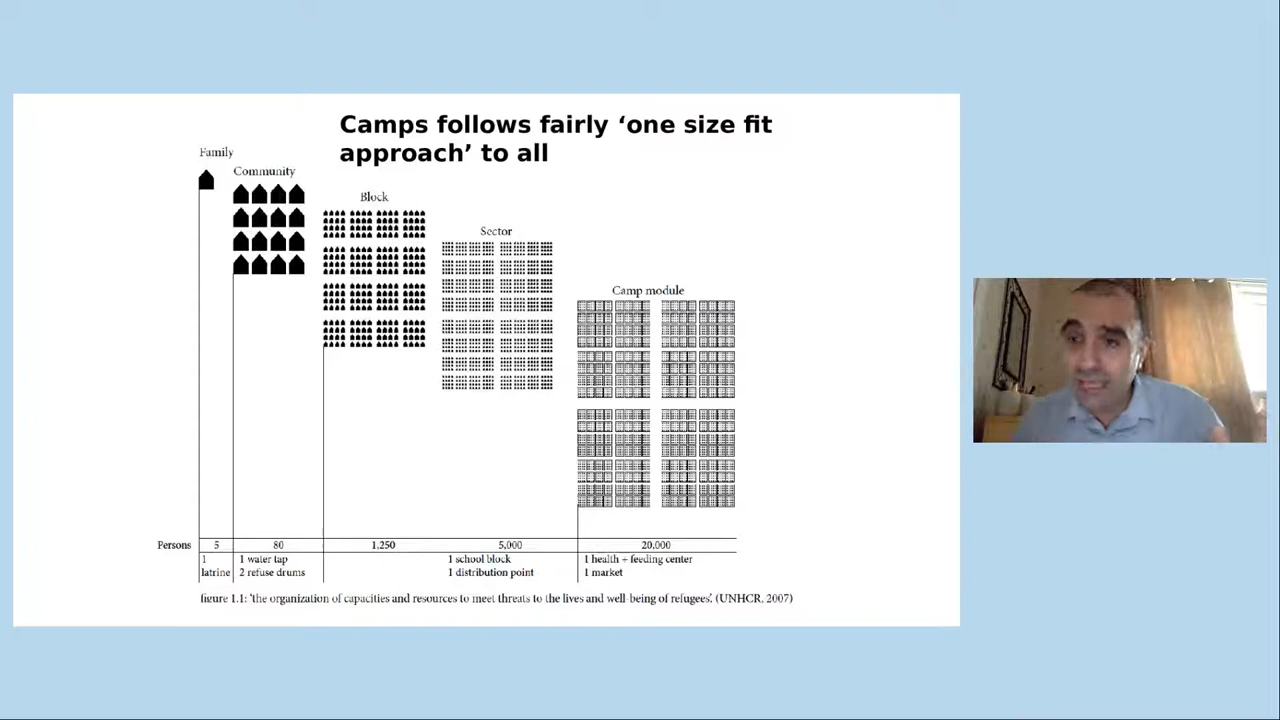 Camps follows fairly ‘one size fit
approach’ to all
Family
Community
Block
Sector
Camp module
Persons 5 80 1,250 5,000 20,000
1 1 water tap 1 school block 1 health + feeding center
latrine 2 refuse drums 1 distribution point 1 market
figure 1.1: 'the organization of capacities and resources to meet threats to the lives and well-being of refugees'. (UNHCR, 2007)